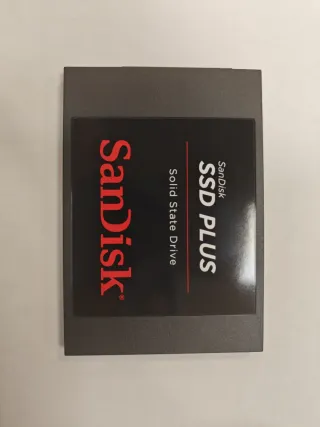 SanDisk
SSD PLUS
Solid State Drive
SanDisk®